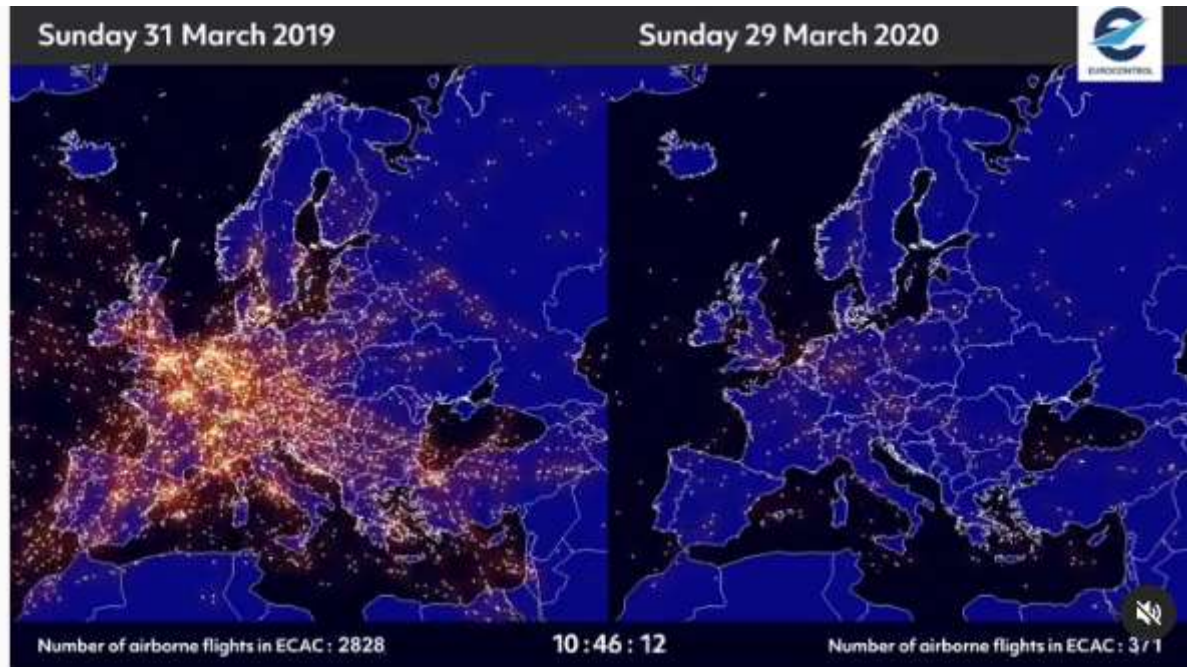 Sunday 31 March 2019
Sunday 29 March 2020
EUROCONTROL
Number of airborne flights in ECAC : 2828
10:46:12
Number of airborne flights in ECAC :